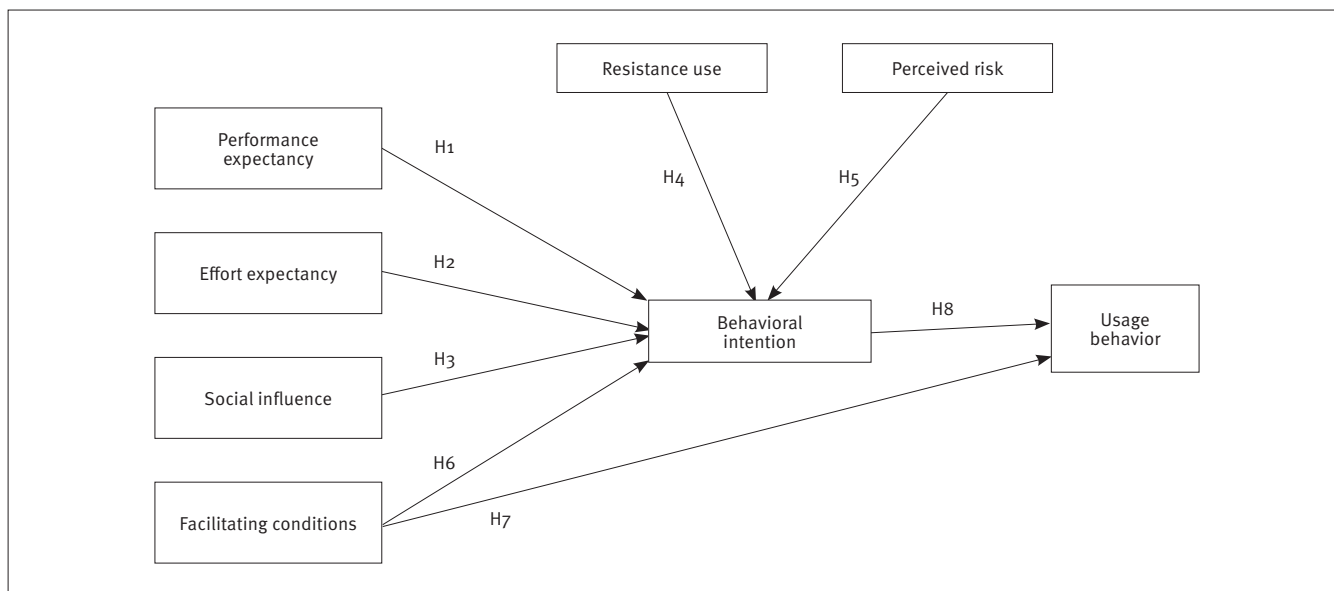 Resistance use
Perceived risk
Performance
expectancy
H1
H4
H5
Effort expectancy
H2
Behavioral
intention
H8
Usage
behavior
Social influence
H3
H6
Facilitating conditions
H7